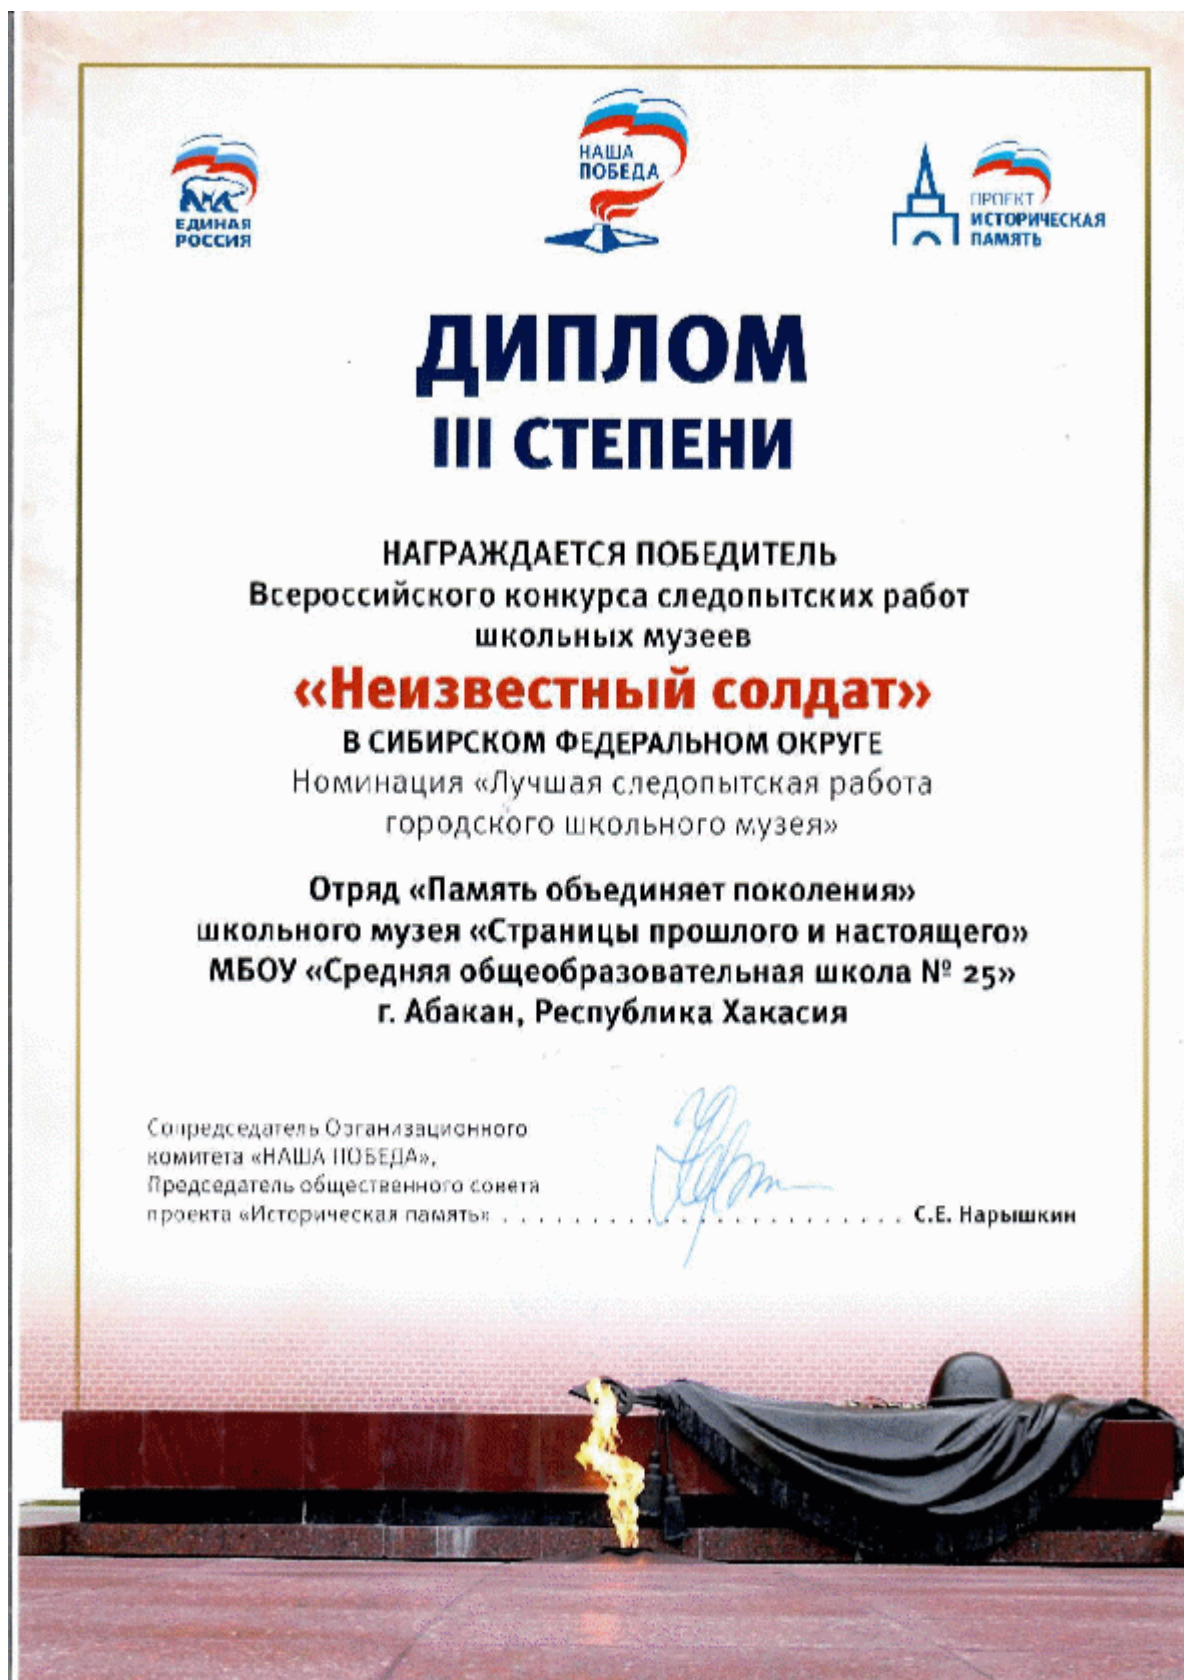 ЕДИНАЯ
РОССИЯ
НАША
ПОБЕДА
ПРОЕКТ
ИСТОРИЧЕСКАЯ
ПАМЯТЬ
ДИПЛОМ
III СТЕПЕНИ
НАГРАЖДАЕТСЯ ПОБЕДИТЕЛЬ
Всероссийского конкурса следопытских работ
школьных музеев
«Неизвестный солдат»
В СИБИРСКОМ ФЕДЕРАЛЬНОМ ОКРУГЕ
Номинация «Лучшая следопытская работа
городского школьного музея»
Отряд «Память объединяет поколения»
школьного музея «Страницы прошлого и настоящего»
МБОУ «Средняя общеобразовательная школа № 25»
г. Абакан, Республика Хакасия
Сопредседатель Организационного
комитета «НАША ПОБЕДА»,
Председатель общественного совета
проекта «Историческая память» . . . . . . . . . . . . . . . . . . . . . . . . . . . . С.Е. Нарышкин